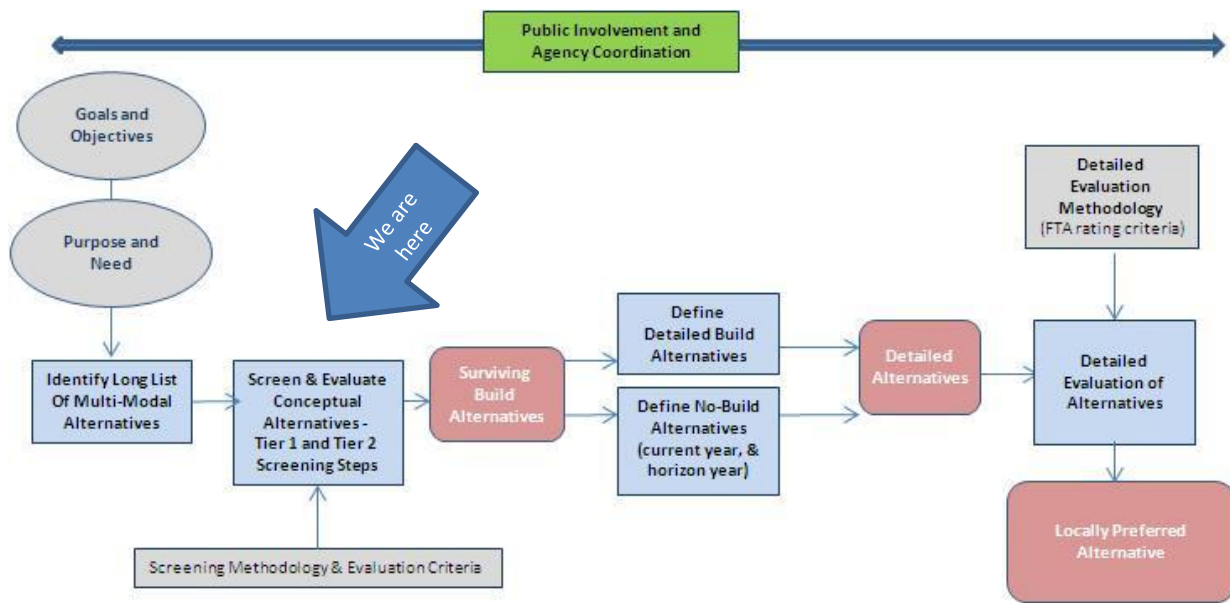 Public Involvement and
Agency Coordination
Goals and
Objectives
Purpose and
Need
We are
here
Detailed
Evaluation
Methodology
(FTA rating criteria)
Identify Long List
Of Multi-Modal
Alternatives
Screen & Evaluate
Conceptual
Alternatives -
Tier 1 and Tier 2
Screening Steps
Surviving
Build
Alternatives
Define
Detailed Build
Alternatives
Define No-Build
Alternatives
(current year, &
horizon year)
Detailed
Alternatives
Detailed
Evaluation of
Alternatives
Screening Methodology & Evaluation Criteria
Locally Preferred
Alternative